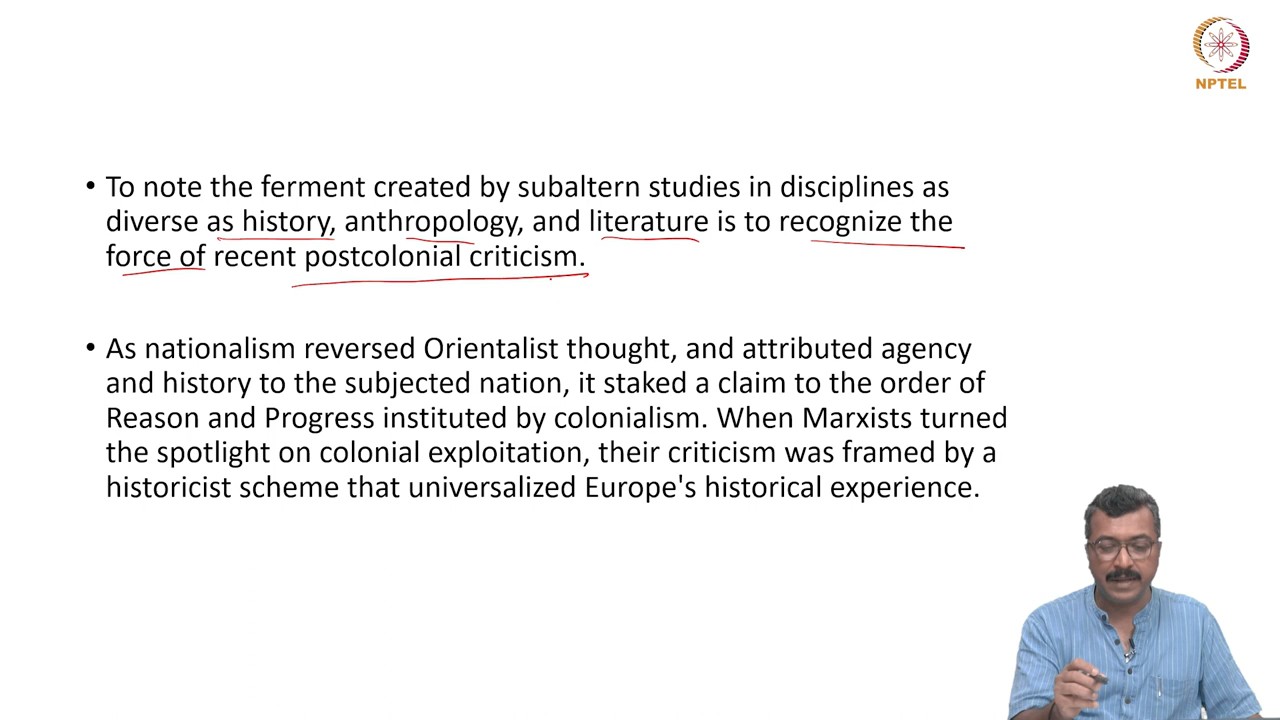 NPTEL
• To note the ferment created by subaltern studies in disciplines as
diverse as history, anthropology, and literature is to recognize the
force of recent postcolonial criticism.
• As nationalism reversed Orientalist thought, and attributed agency
and history to the subjected nation, it staked a claim to the order of
Reason and Progress instituted by colonialism. When Marxists turned
the spotlight on colonial exploitation, their criticism was framed by a
historicist scheme that universalized Europe's historical experience.